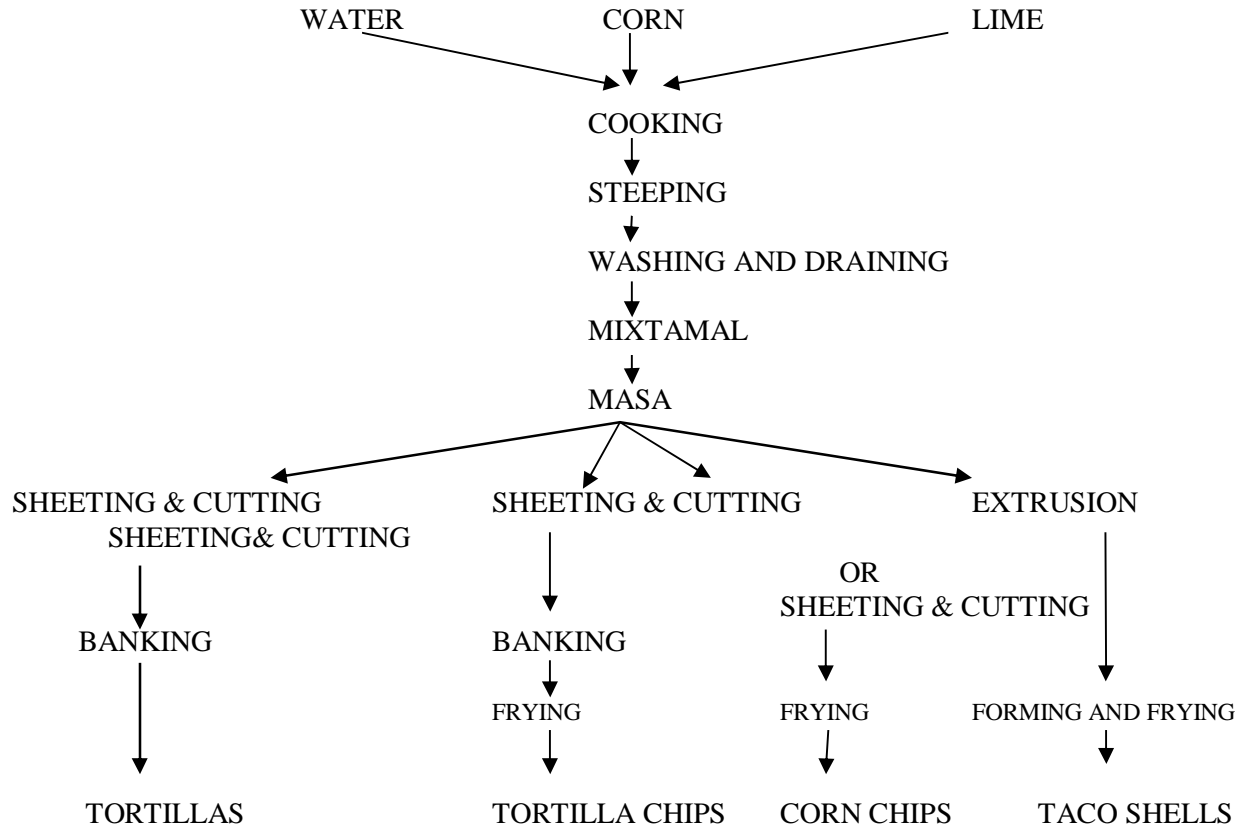 WATER CORN LIME
COOKING
STEEPING
WASHING AND DRAINING
MIXTAMAL
MASA
SHEETING & CUTTING SHEETING & CUTTING EXTRUSION
SHEETING& CUTTING
OR
SHEETING & CUTTING
BANKING BANKING
FRYING FRYING FORMING AND FRYING
TORTILLAS TORTILLA CHIPS CORN CHIPS TACO SHELLS